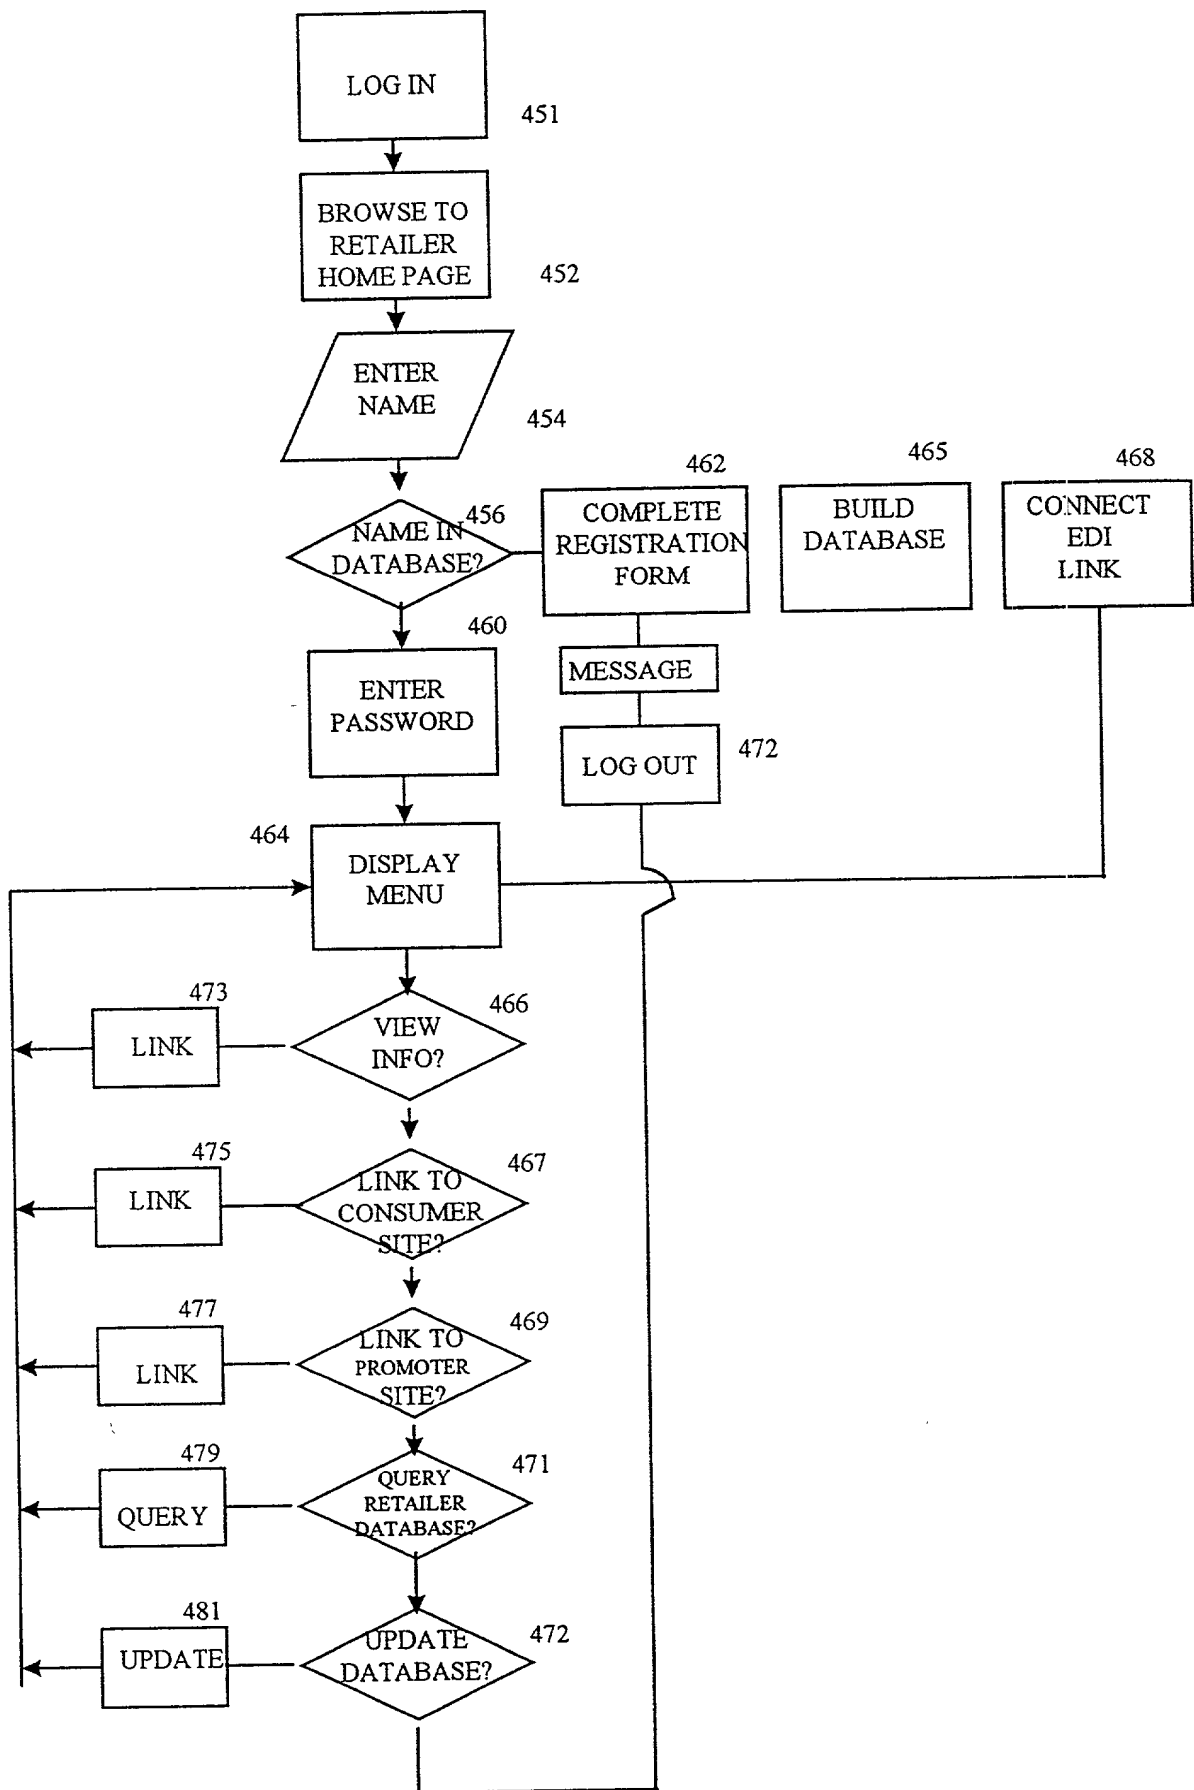 LOG IN
451
BROWSE TO
RETAILER
HOME PAGE
452
ENTER
NAME
454
456
NAME IN
DATABASE?
462
COMPLETE
REGISTRATION
FORM
465
BUILD
DATABASE
468
CONNECT
EDI
LINK
460
ENTER
PASSWORD
MESSAGE
LOG OUT
472
464
DISPLAY
MENU
473
LINK
466
VIEW
INFO?
475
LINK
467
LINK TO
CONSUMER
SITE?
477
LINK
469
LINK TO
PROMOTER
SITE?
479
QUERY
471
QUERY
RETAILER
DATABASE?
481
UPDATE
472
UPDATE
DATABASE?